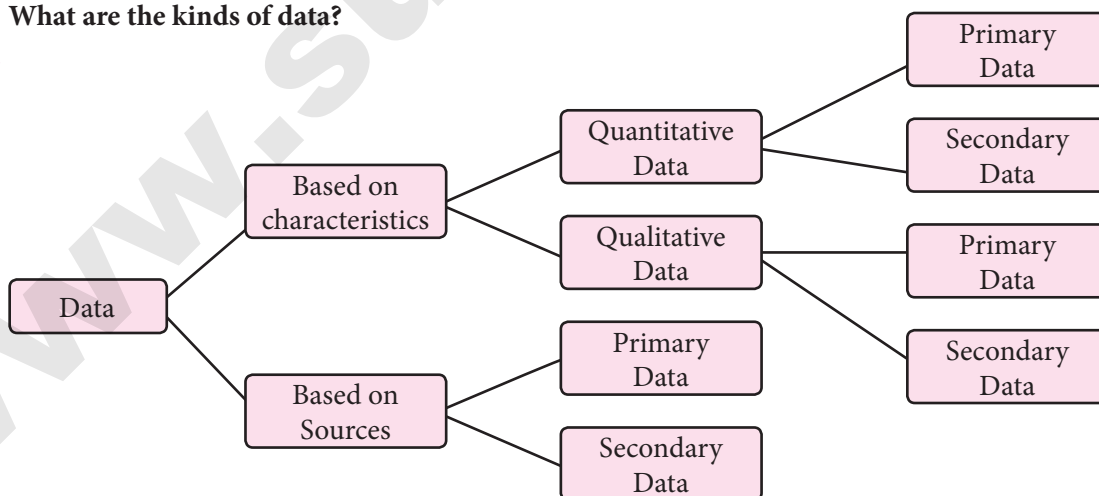 What are the kinds of data?
Primary
Data
Quantitative
Data
Secondary
Data
Based on
characteristics
Qualitative
Data
Primary
Data
Data
Primary
Data
Secondary
Data
Based on
Sources
Secondary
Data